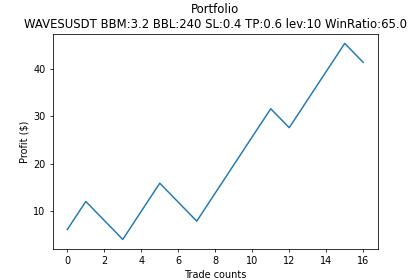 Portfolio
WAVESUSDT BBM:3.2 BBL:240 SL:0.4 TP:0.6 lev:10 WinRatio:65.0
40
30
20
10
Profit ($)
0 2 4 6 8 10 12 14 16
Trade counts